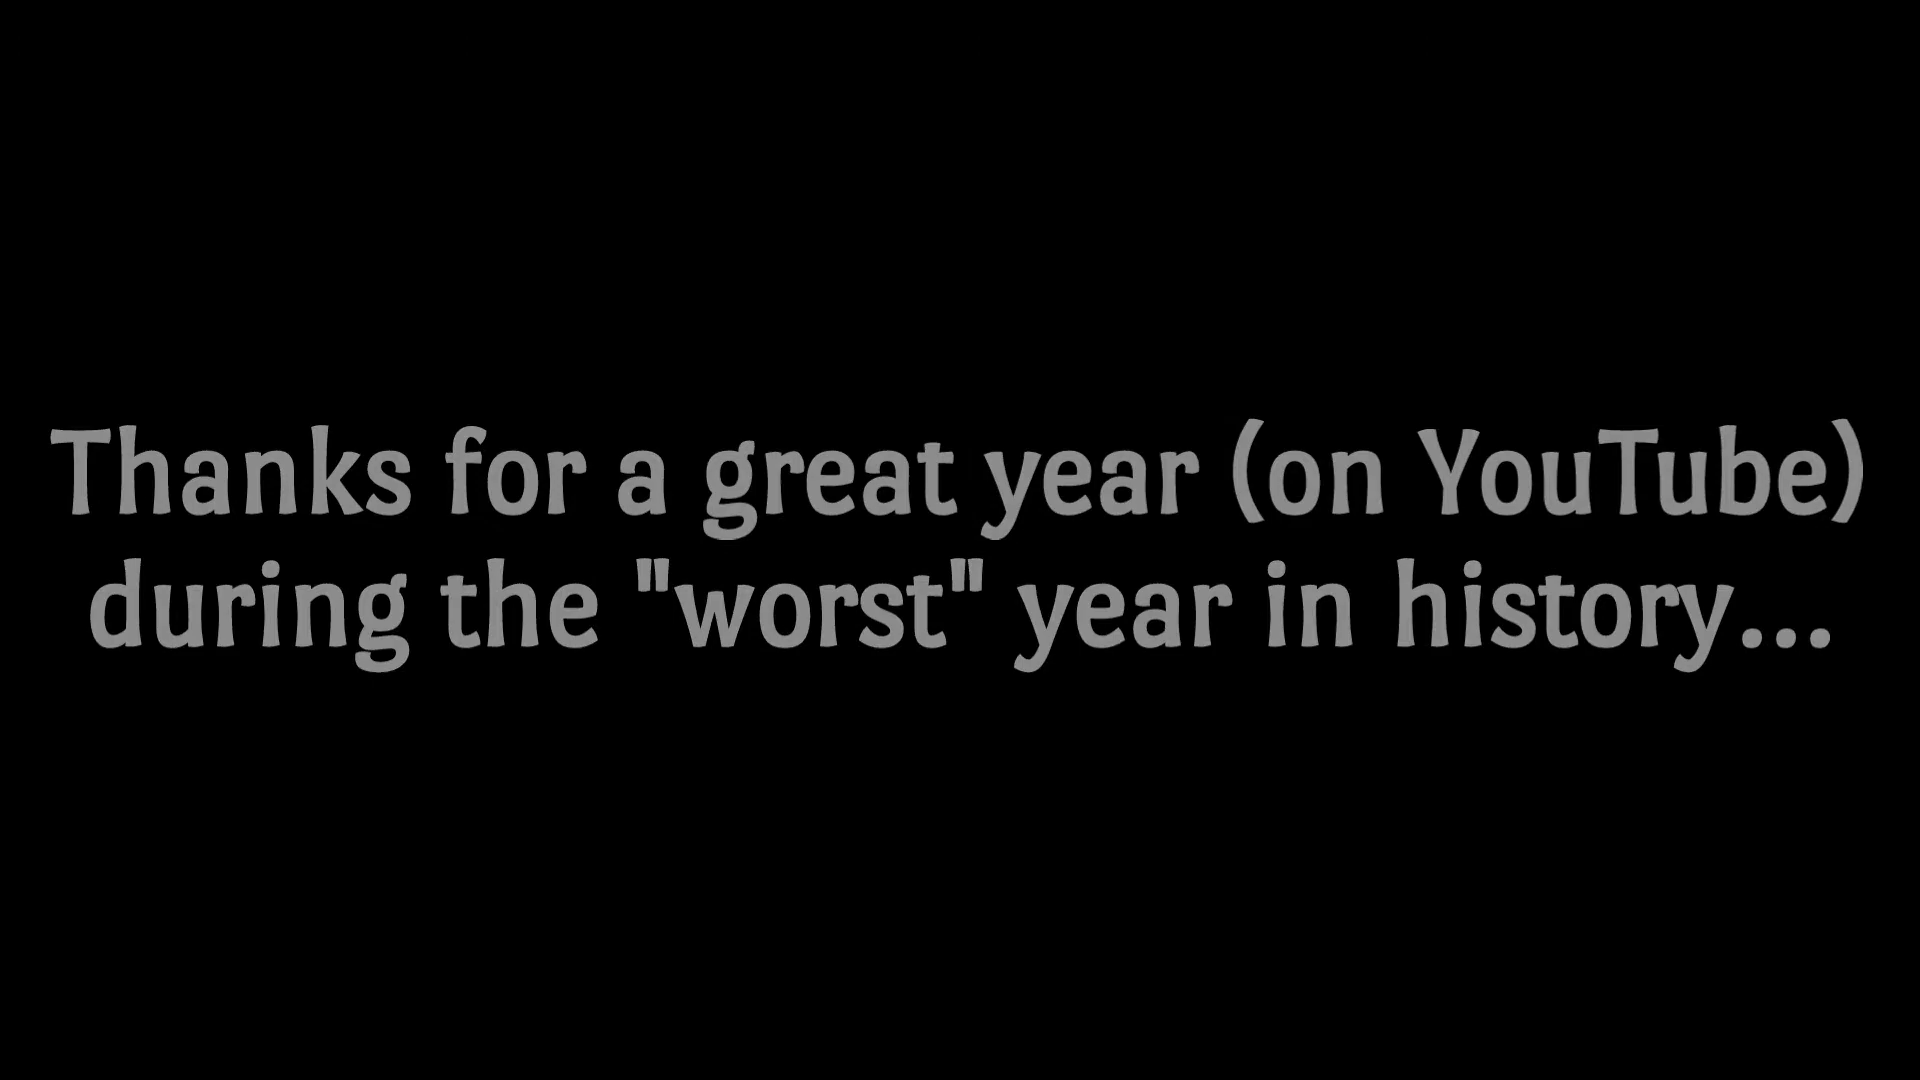 Thanks for a great year (on YouTube)
during the "worst" year in history...